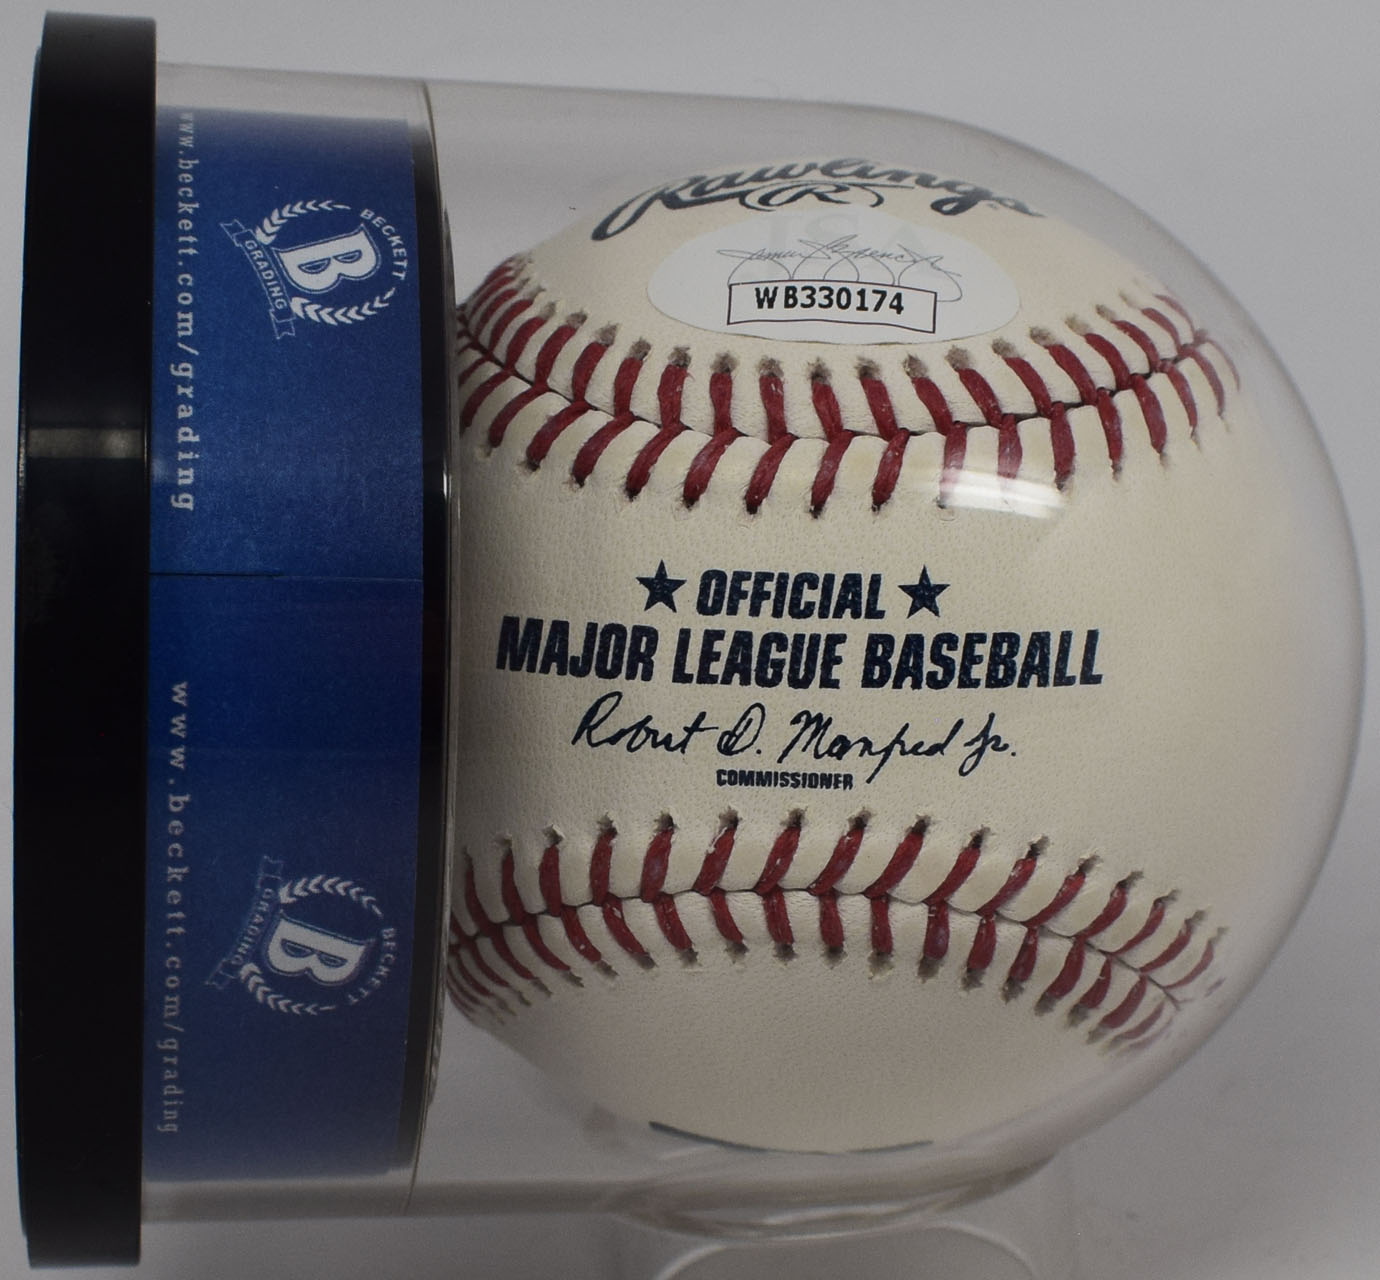 Rawlings
R
JSA
WB330174
★ OFFICIAL ★
MAJOR LEAGUE BASEBALL
Robert D. Manfred Jr.
COMMISSIONER
www.beckett.com/grading
BECKETT
B
GRADING
www.beckett.com/grading
BECKETT
B
GRADING